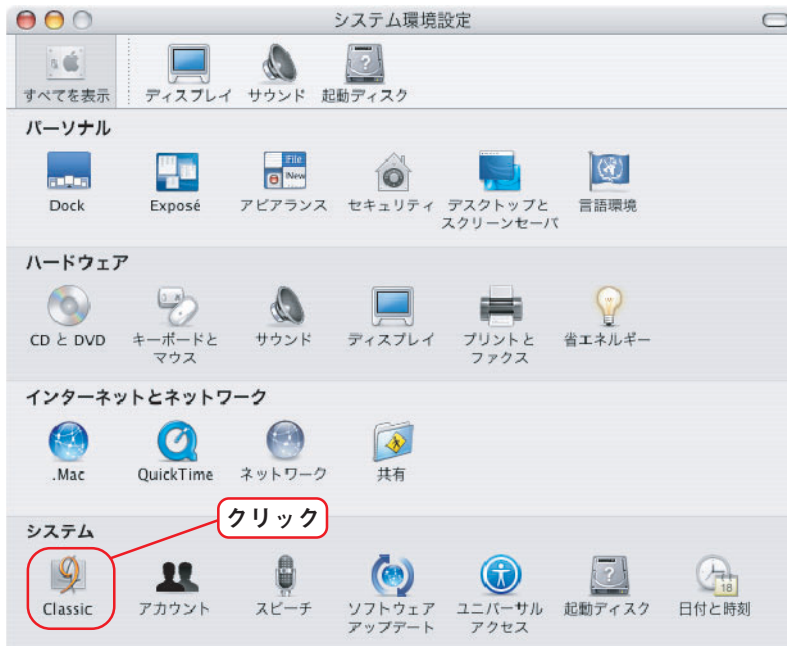 システム環境設定
すべてを表示 ディスプレイ サウンド 起動ディスク
パーソナル
Dock Exposé アピアランス セキュリティ デスクトップと
スクリーンセーバ
言語環境
File
New
ハードウェア
CD と DVD キーボードと
マウス
サウンド ディスプレイ プリントと
ファクス
省エネルギー
インターネットとネットワーク
.Mac QuickTime ネットワーク 共有
クリック
システム
Classic アカウント スピーチ ソフトウェア
アップデート
ユニバーサル
アクセス
起動ディスク 日付と時刻
18